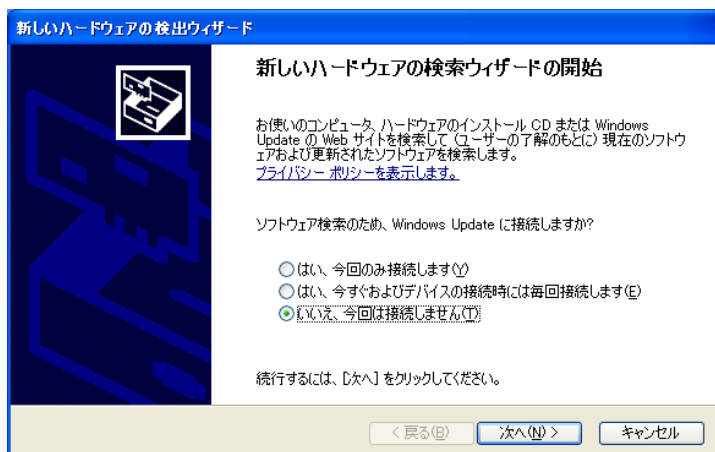 新しいハードウェアの検出ウィザード
新しいハードウェアの検索ウィザードの開始
お使いのコンピュータ、ハードウェアのインストール CD または Windows
Update の Web サイトを検索して (ユーザーの了解のもとに) 現在のソフトウ
ェアおよび更新されたソフトウェアを検索します。
プライバシー ポリシーを表示します。
ソフトウェア検索のため、Windows Update に接続しますか?
はい、今回のみ接続します(Y)
はい、今すぐおよびデバイスの接続時には毎回接続します(E)
いいえ、今回は接続しません(T)
続行するには、[次へ] をクリックしてください。
< 戻る(B) 次へ(N) > キャンセル